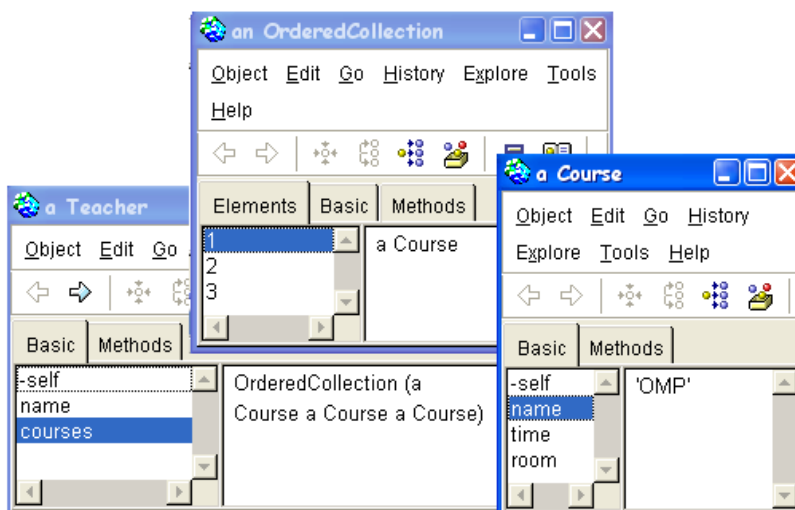 an OrderedCollection
Object Edit Go History Explore Tools
Help
Elements Basic Methods
1
2
3
a Course
a Teacher
Object Edit Go
Basic Methods
-self
name
courses
OrderedCollection (a
Course a Course a Course)
a Course
Object Edit Go History
Explore Tools Help
Basic Methods
-self
name
time
room
'OMP'